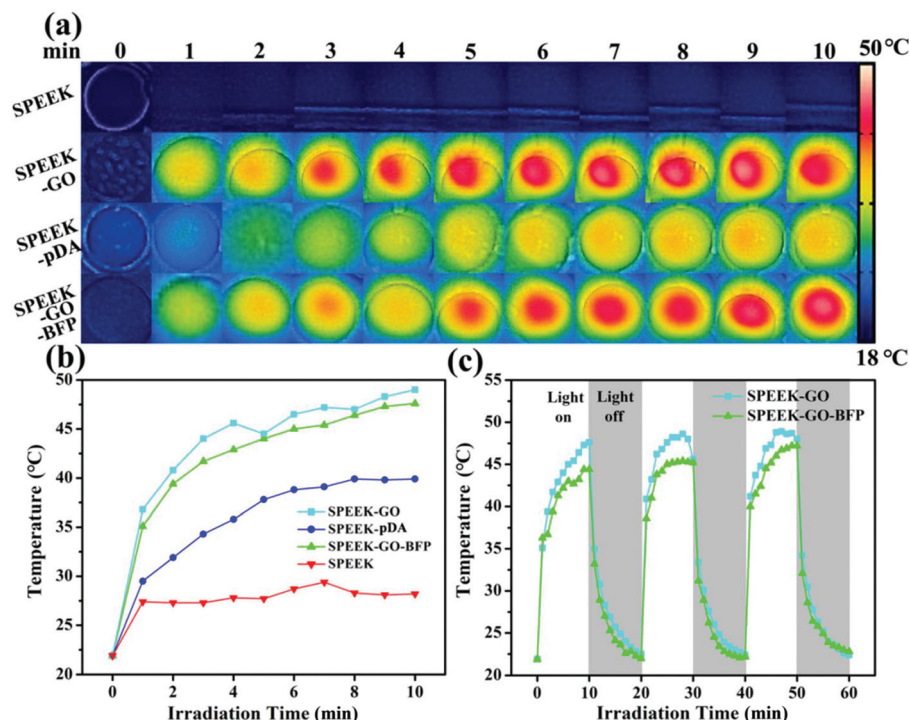 (a)
min 0 1 2 3 4 5 6 7 8 9 10 50 °C
SPEEK
SPEEK
-GO
SPEEK
-pDA
SPEEK
-GO
-BFP
18 °C
(b)
50
45
40
35
30
25
20
Temperature (°C)
SPEEK-GO
SPEEK-pDA
SPEEK-GO-BFP
SPEEK
0 2 4 6 8 10
Irradiation Time (min)
(c)
55
50
45
40
35
30
25
20
Temperature (°C)
Light
on
Light
off
SPEEK-GO
SPEEK-GO-BFP
0 10 20 30 40 50 60
Irradiation Time (min)